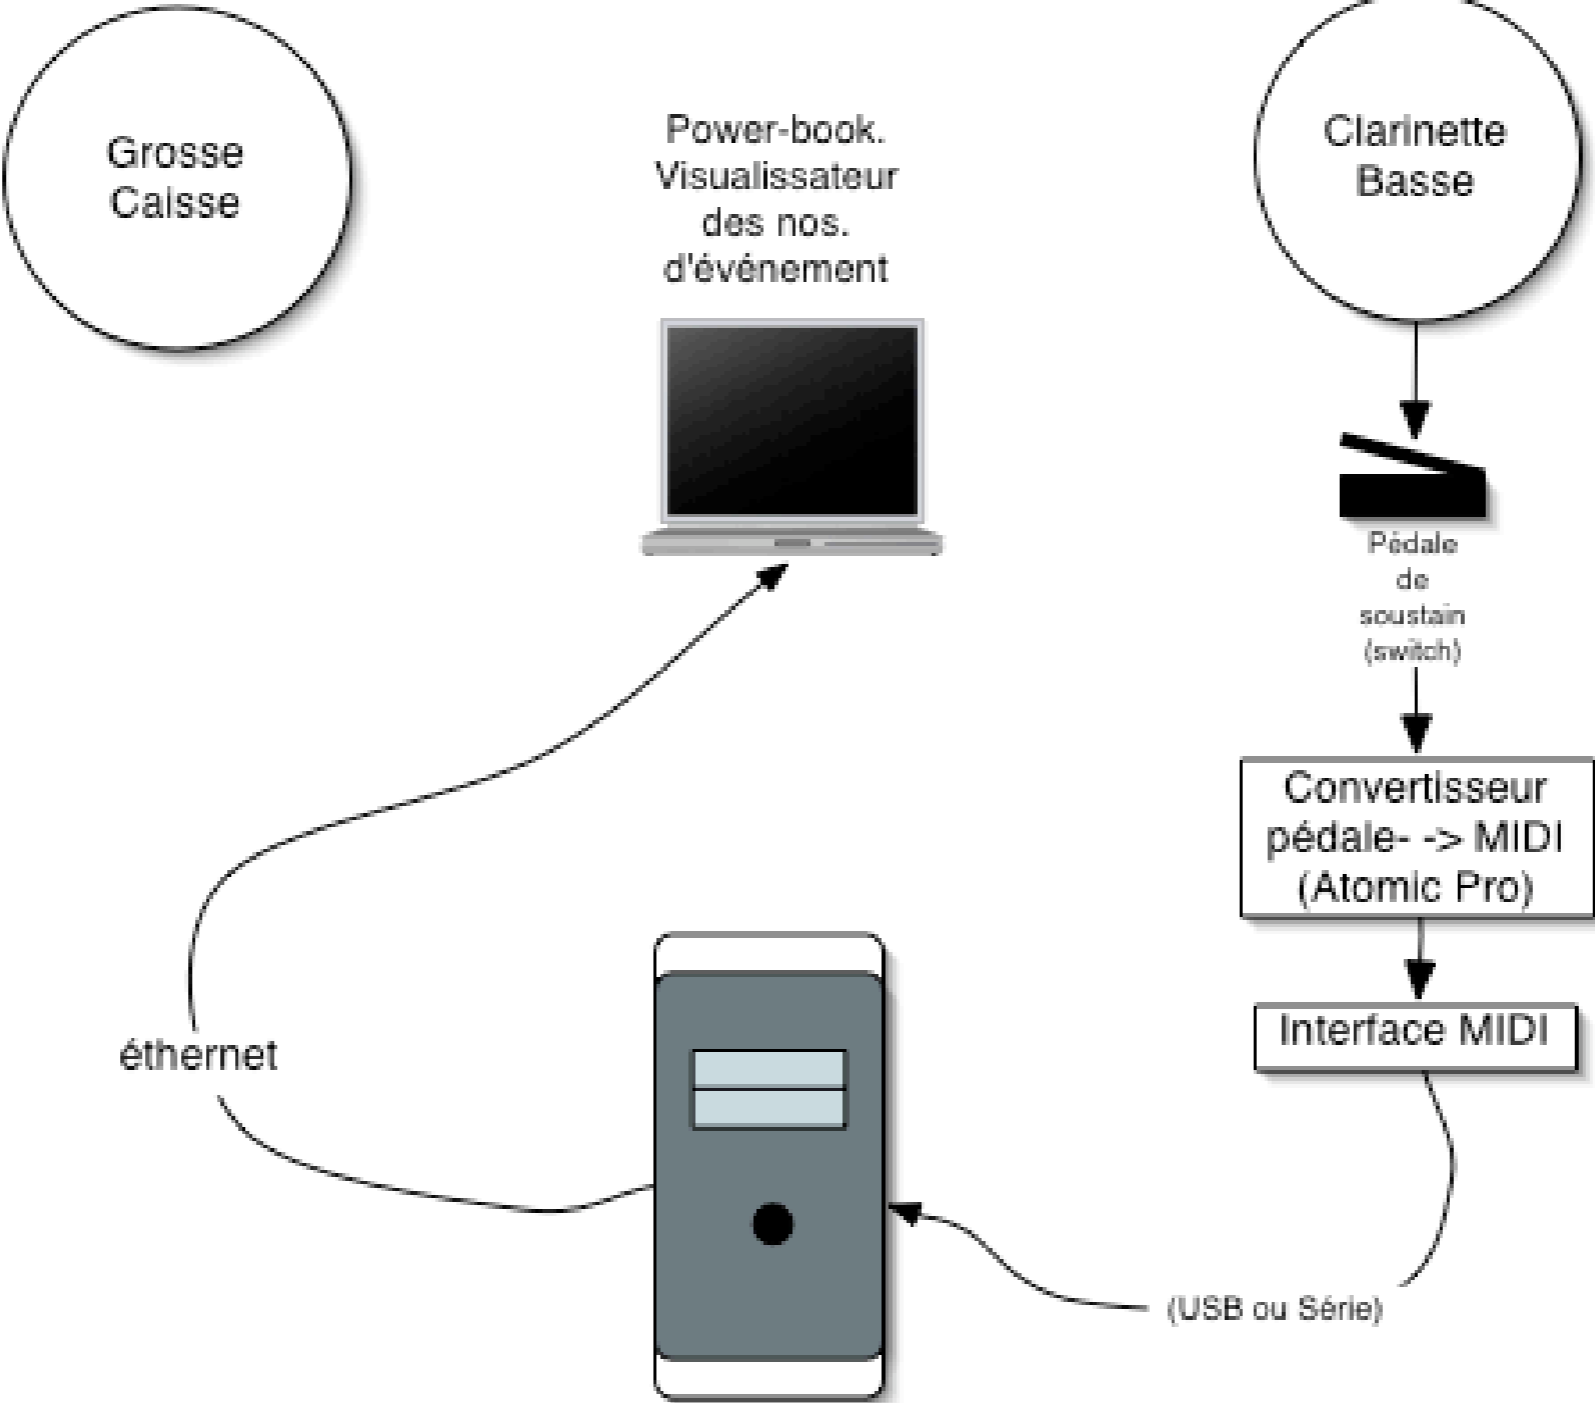 Grosse
Caisse
Power-book.
Visualissateur
des nos.
d'événement
Clarinette
Basse
Pédale
de
soustain
(switch)
Convertisseur
pédale- -> MIDI
(Atomic Pro)
Interface MIDI
éthernet
(USB ou Série)